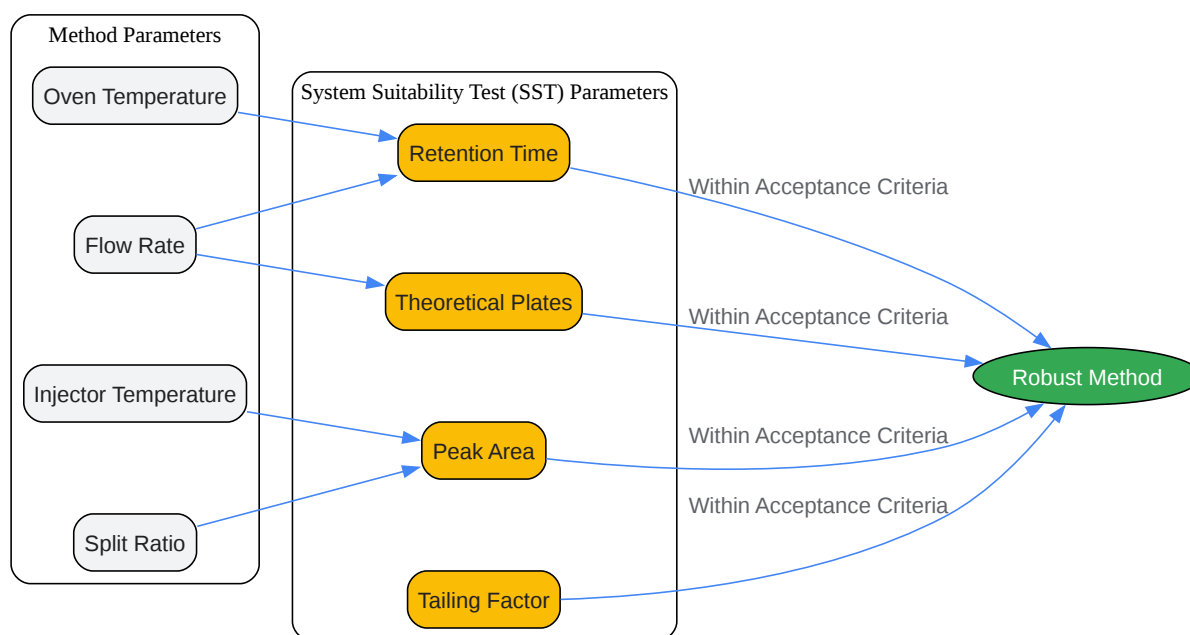 Method Parameters
Oven Temperature
Flow Rate
Injector Temperature
Split Ratio
System Suitability Test (SST) Parameters
Retention Time
Theoretical Plates
Peak Area
Tailing Factor
Within Acceptance Criteria
Within Acceptance Criteria
Within Acceptance Criteria
Within Acceptance Criteria
Robust Method